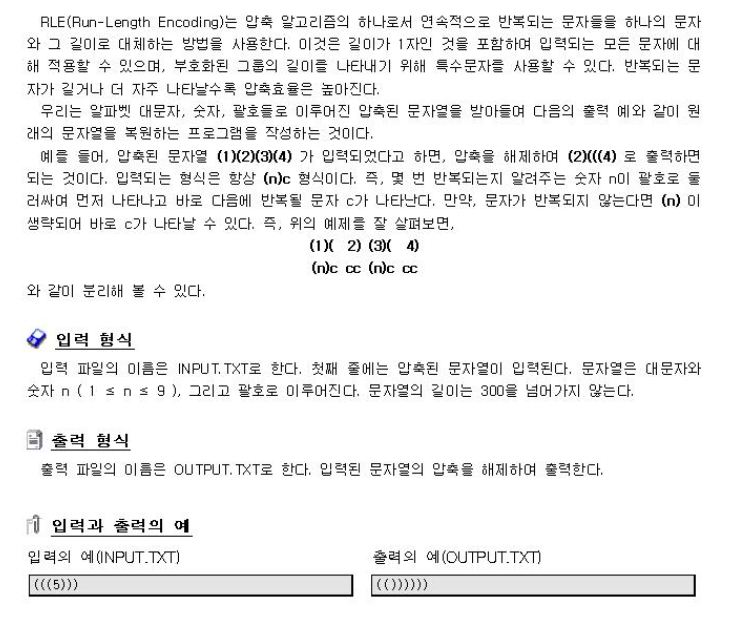 RLE(Run-Length Encoding)는 압축 알고리즘의 하나로서 연속적으로 반복되는 문자들을 하나의 문자
와 그 길이로 대체하는 방법을 사용한다. 이것은 길이가 1자인 것을 포함하여 입력되는 모든 문자에 대
해 적용할 수 있으며, 부호화된 그룹의 길이를 나타내기 위해 특수문자를 사용할 수 있다. 반복되는 문
자가 길거나 더 자주 나타날수록 압축효율은 높아진다.
우리는 알파벳 대문자, 숫자, 괄호들로 이루어진 압축된 문자열을 받아들여 다음의 출력 예와 같이 원
래의 문자열을 복원하는 프로그램을 작성하는 것이다.
예를 들어, 압축된 문자열 (1)(2)(3)(4) 가 입력되었다고 하면, 압축을 해제하여 (2)(((4) 로 출력하면
되는 것이다. 입력되는 형식은 항상 (n)c 형식이다. 즉, 몇 번 반복되는지 알려주는 숫자 n이 괄호로 둘
러싸여 먼저 나타나고 바로 다음에 반복될 문자 c가 나타난다. 만약, 문자가 반복되지 않는다면 (n) 이
생략되어 바로 c가 나타날 수 있다. 즉, 위의 예제를 잘 살펴보면,
(1)( 2) (3)( 4)
(n)c cc (n)c cc
와 같이 분리해 볼 수 있다.
입력 형식
입력 파일의 이름은 INPUT.TXT로 한다. 첫째 줄에는 압축된 문자열이 입력된다. 문자열은 대문자와
숫자 n ( 1 ≤ n ≤ 9 ), 그리고 괄호로 이루어진다. 문자열의 길이는 300을 넘어가지 않는다.
출력 형식
출력 파일의 이름은 OUTPUT.TXT로 한다. 입력된 문자열의 압축을 해제하여 출력한다.
입력과 출력의 예
입력의 예(INPUT.TXT) 출력의 예(OUTPUT.TXT)
(((5))) (())))))